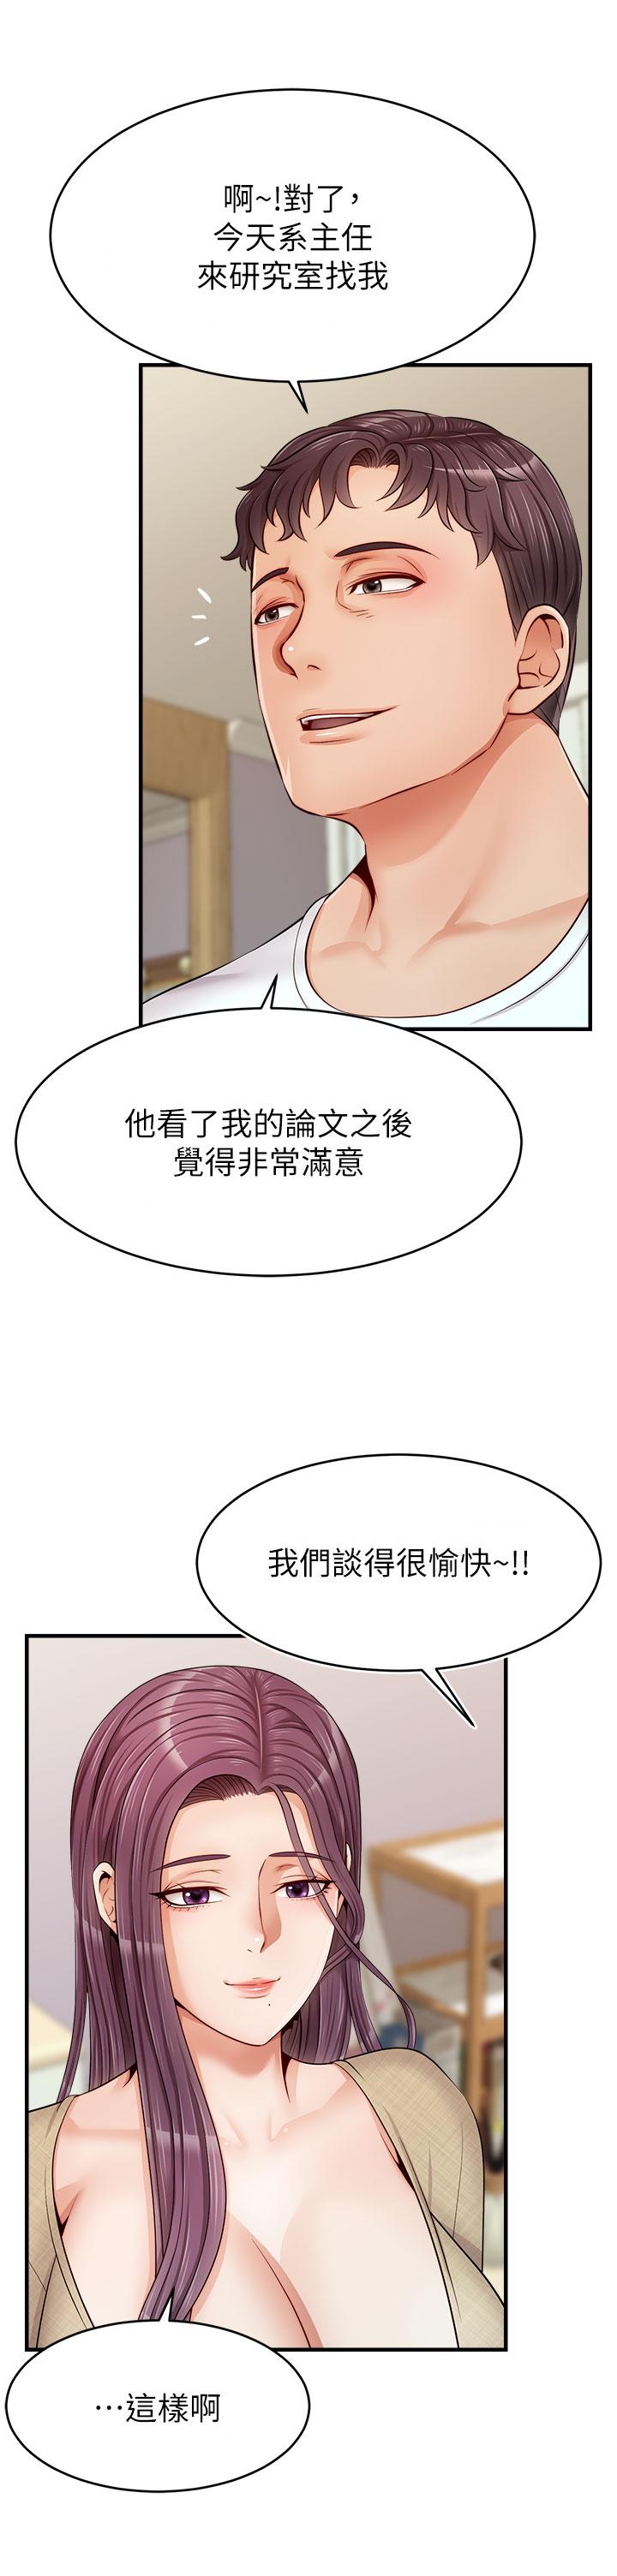 啊~!對了，
今天系主任
來研究室找我
他看了我的論文之後
覺得非常滿意
我們談得很愉快~!!
…這樣啊